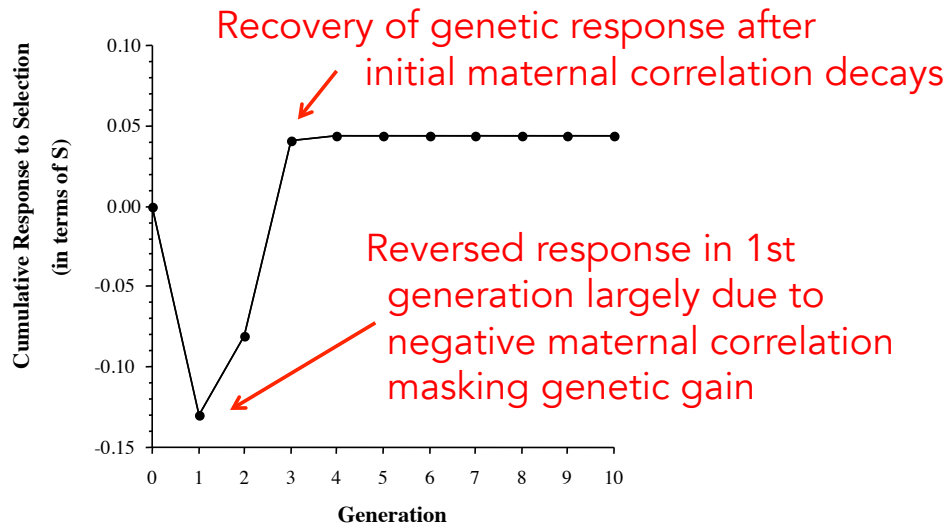 Recovery of genetic response after
initial maternal correlation decays
Cumulative Response to Selection
(in terms of S)
0.10
0.05
0.00
-0.05
-0.10
-0.15
Reversed response in 1st
generation largely due to
negative maternal correlation
masking genetic gain
0 1 2 3 4 5 6 7 8 9 10
Generation